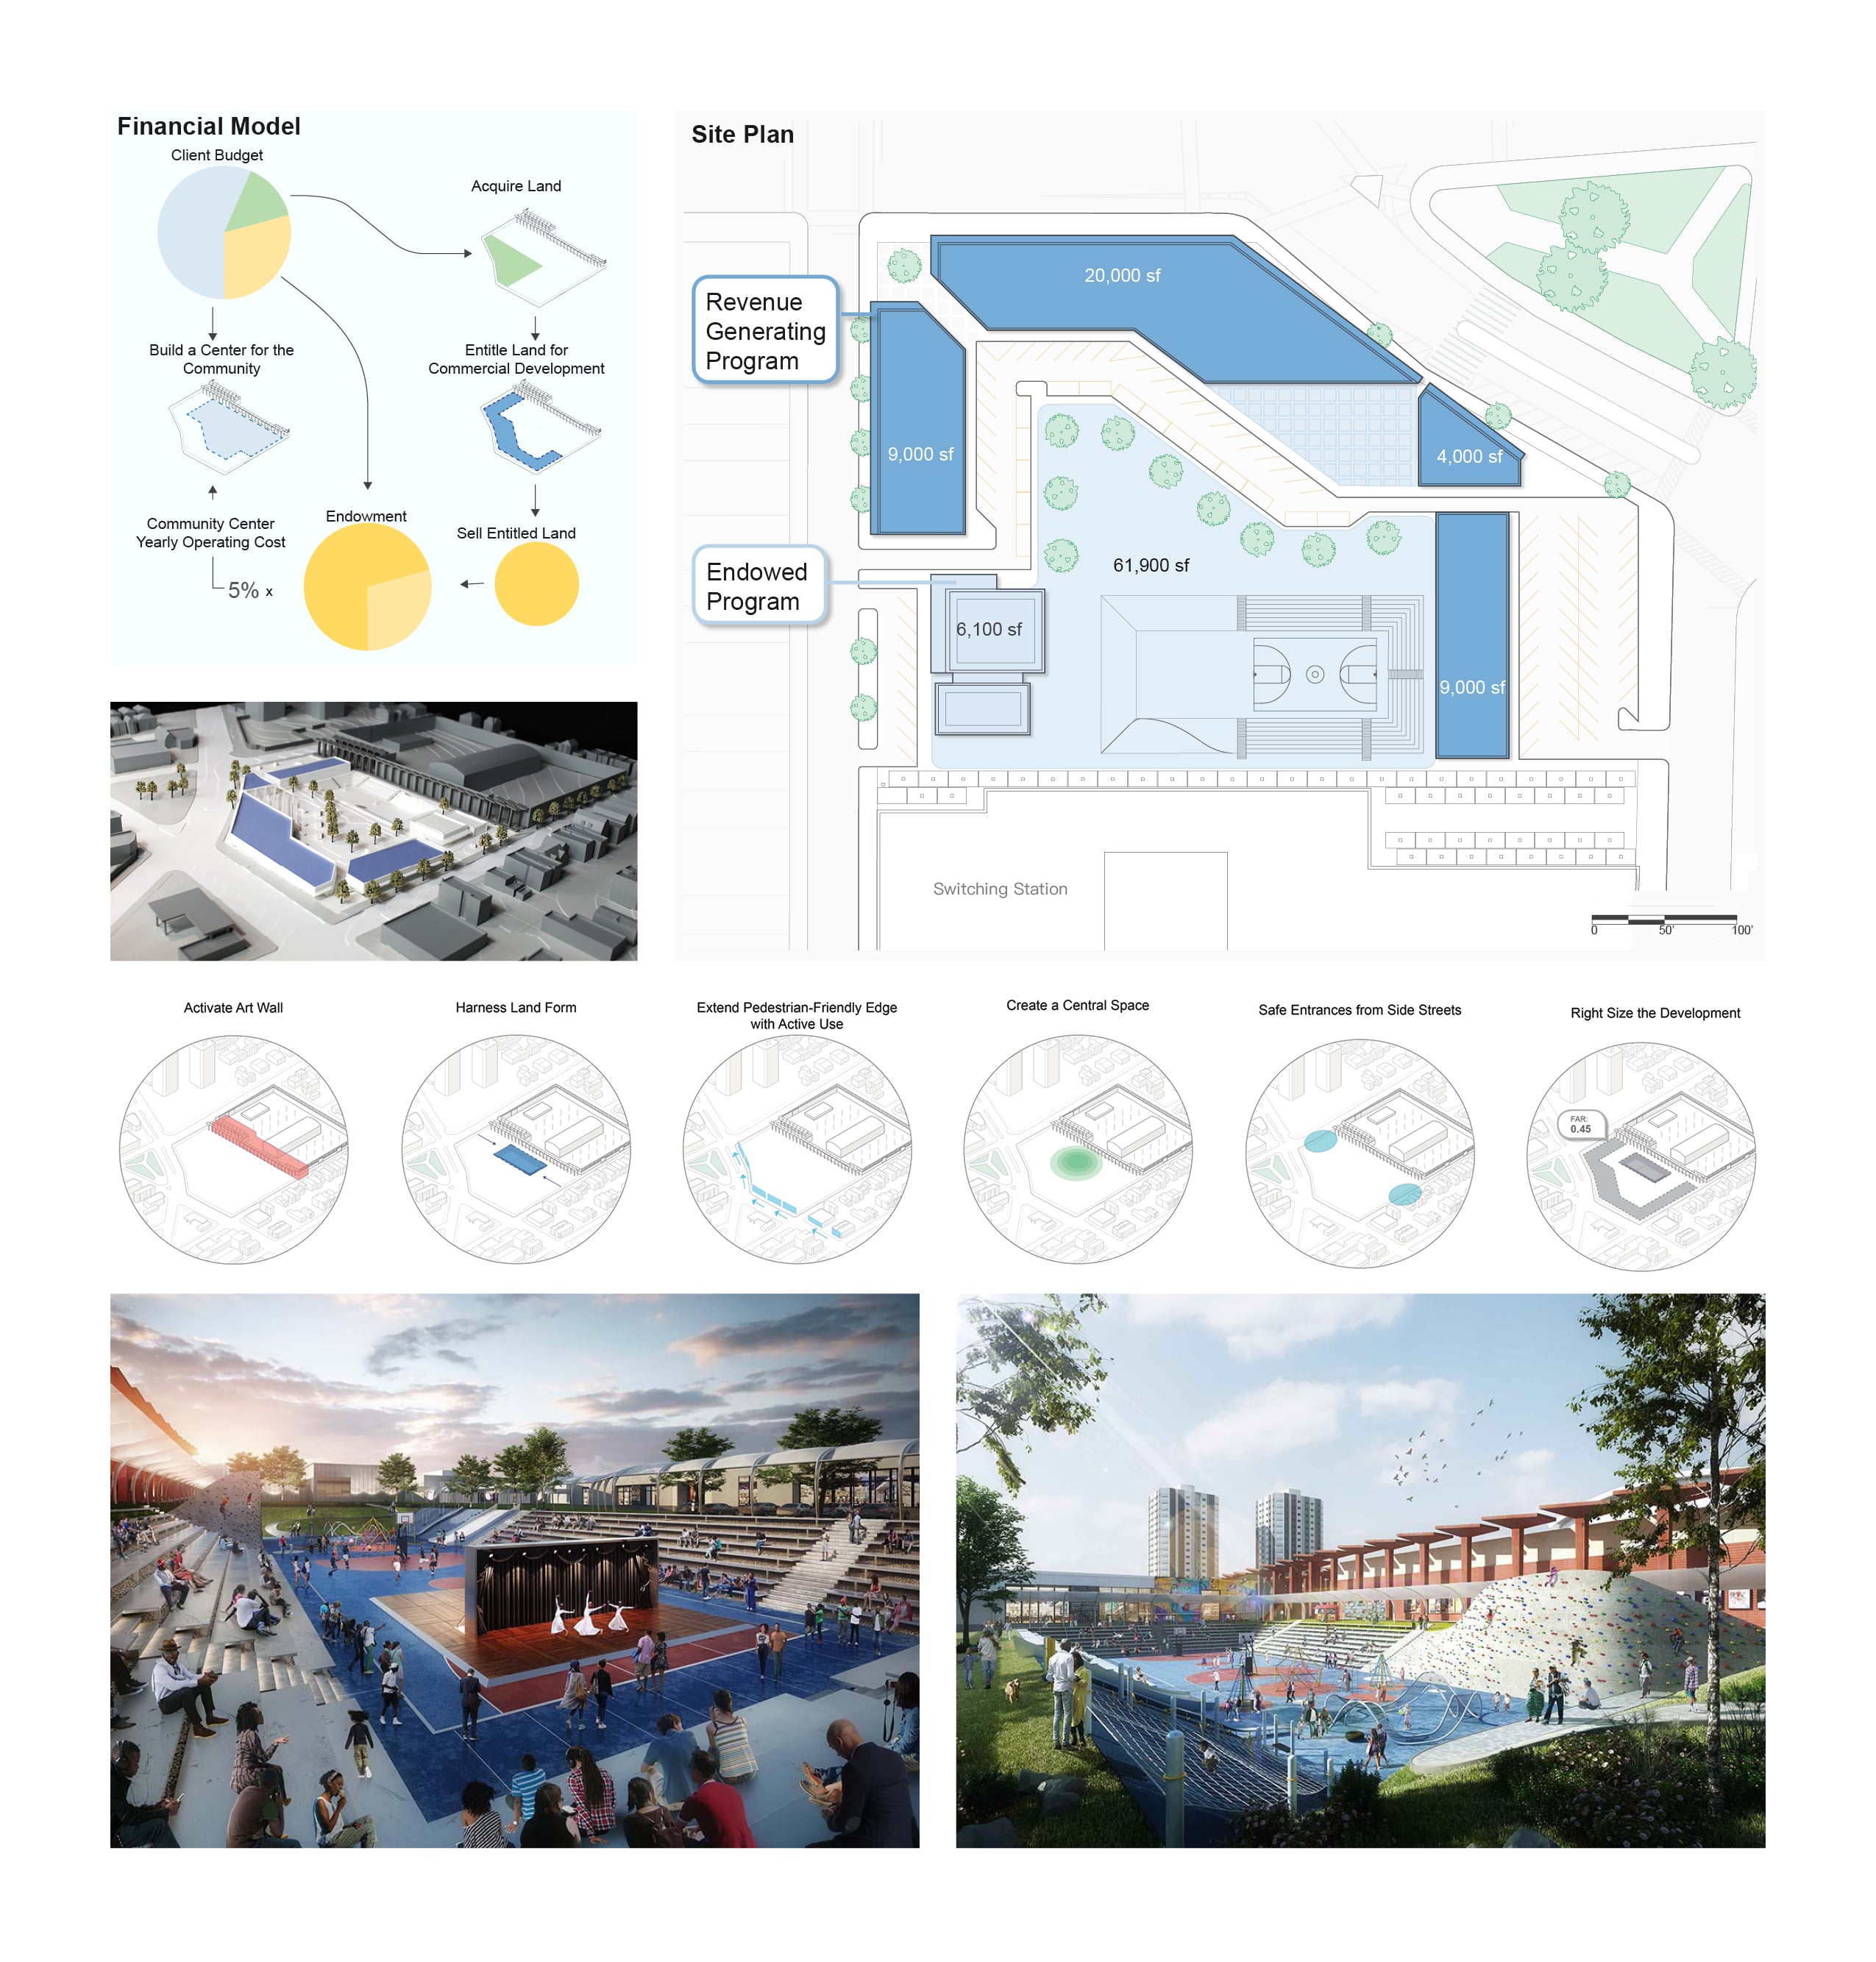 Financial Model
Client Budget
Acquire Land
Build a Center for the
Community
Entitle Land for
Commercial Development
Community Center
Yearly Operating Cost
5% x
Endowment
Sell Entitled Land
Site Plan
Revenue
Generating
Program
Endowed
Program
20,000 sf
9,000 sf
4,000 sf
61,900 sf
6,100 sf
9,000 sf
Switching Station
0
50'
100'
Activate Art Wall
Harness Land Form
Extend Pedestrian-Friendly Edge
with Active Use
Create a Central Space
Safe Entrances from Side Streets
Right Size the Development
FAR:
0.45